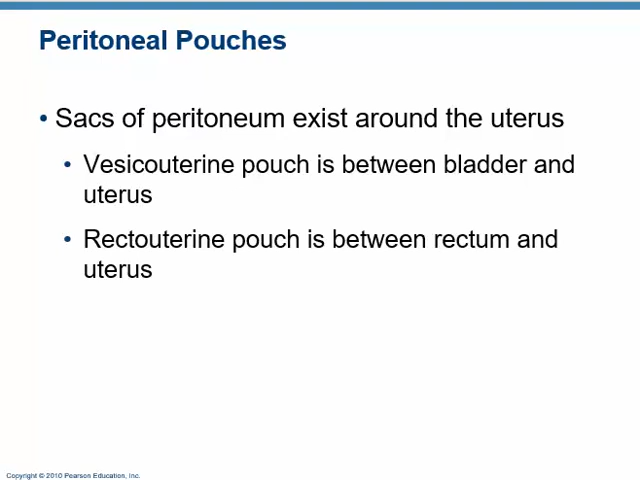 Peritoneal Pouches
• Sacs of peritoneum exist around the uterus
• Vesicouterine pouch is between bladder and
uterus
• Rectouterine pouch is between rectum and
uterus
Copyright © 2010 Pearson Education, Inc.